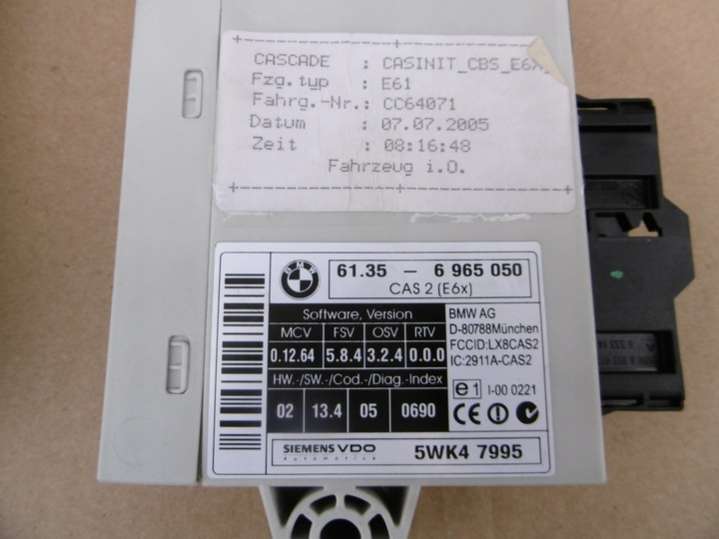 CASCADE : CASINIT_CBS_E6X
Fzg.typ : E61
Fahrg.-Nr.: CC64071
Datum : 07.07.2005
Zeit : 08:16:48
Fahrzeug i.O.
BMW
61.35 – 6 965 050
CAS 2 (E6x)
Software, Version
MCV FSV OSV RTV
0.12.64 5.8.4 3.2.4 0.0.0
HW.-/SW.-/Cod.-/Diag.-Index
02 13.4 05 0690
BMW AG
D-80788München
FCCID:LX8CAS2
IC:2911A-CAS2
e1 I-00 0221
CE
SIEMENS VDO
Automotive
5WK4 7995